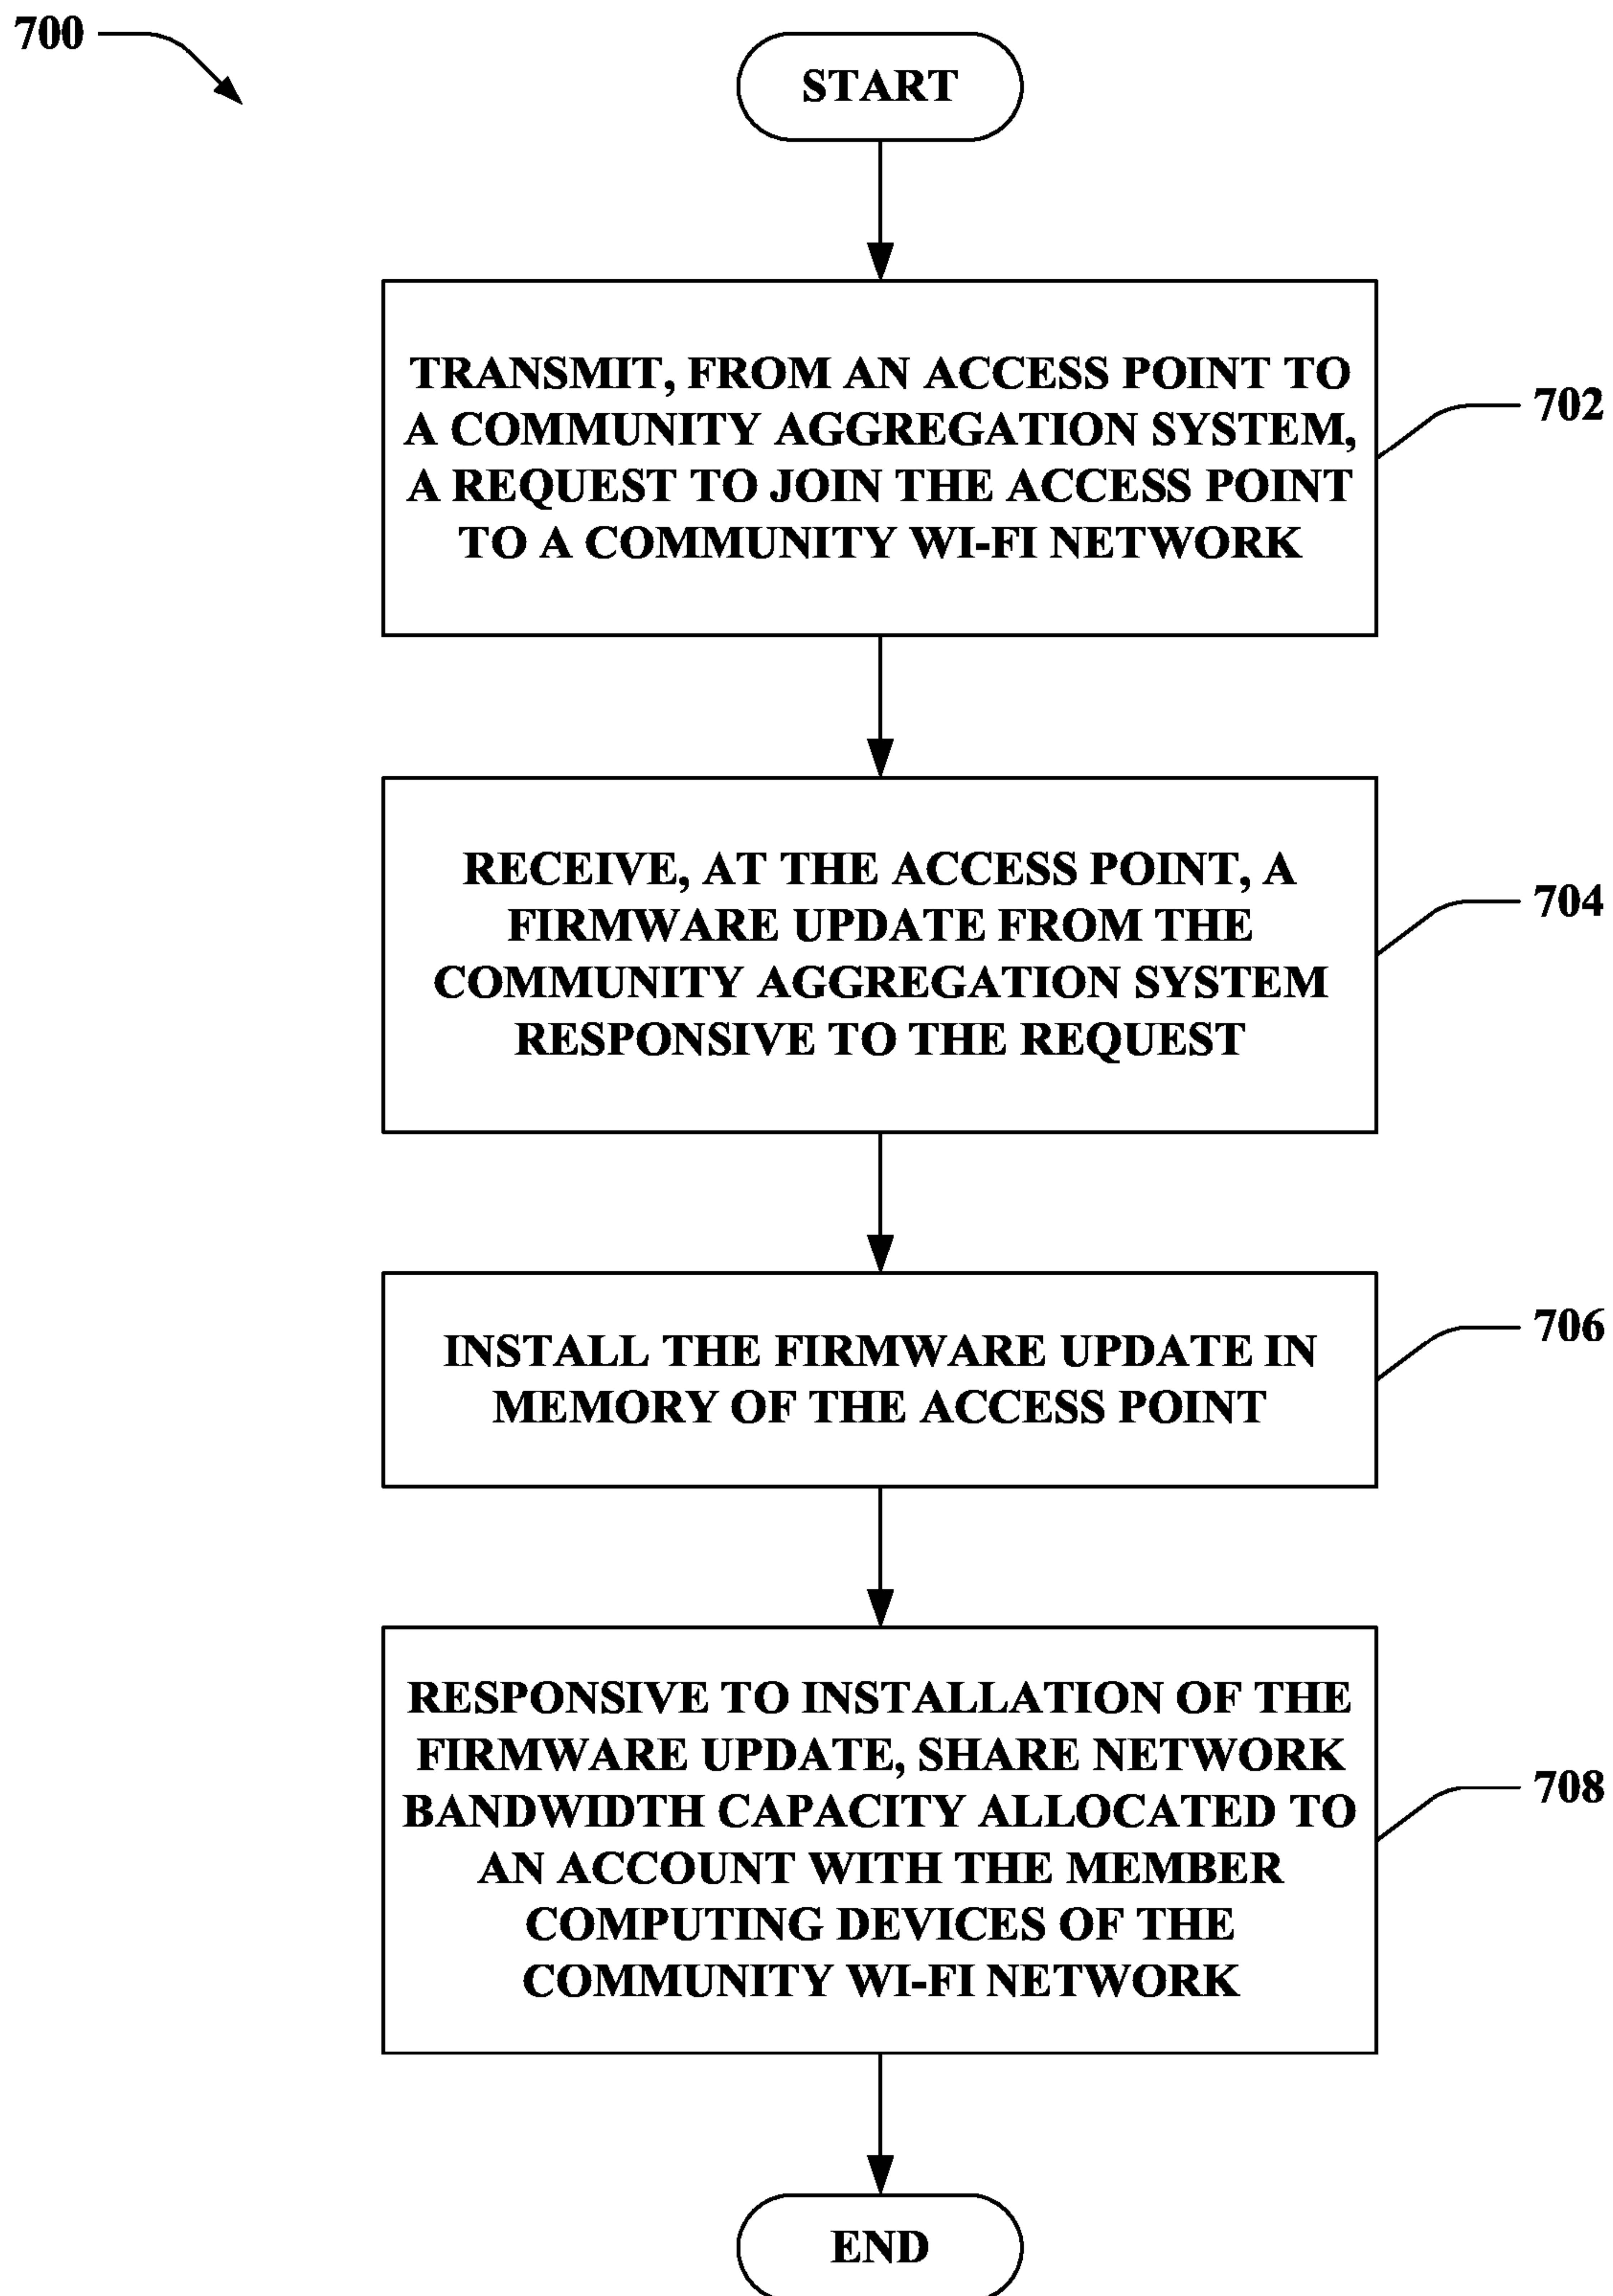 700
START
TRANSMIT, FROM AN ACCESS POINT TO
A COMMUNITY AGGREGATION SYSTEM,
A REQUEST TO JOIN THE ACCESS POINT
TO A COMMUNITY WI-FI NETWORK
702
RECEIVE, AT THE ACCESS POINT, A
FIRMWARE UPDATE FROM THE
COMMUNITY AGGREGATION SYSTEM
RESPONSIVE TO THE REQUEST
704
INSTALL THE FIRMWARE UPDATE IN
MEMORY OF THE ACCESS POINT
706
RESPONSIVE TO INSTALLATION OF THE
FIRMWARE UPDATE, SHARE NETWORK
BANDWIDTH CAPACITY ALLOCATED TO
AN ACCOUNT WITH THE MEMBER
COMPUTING DEVICES OF THE
COMMUNITY WI-FI NETWORK
708
END